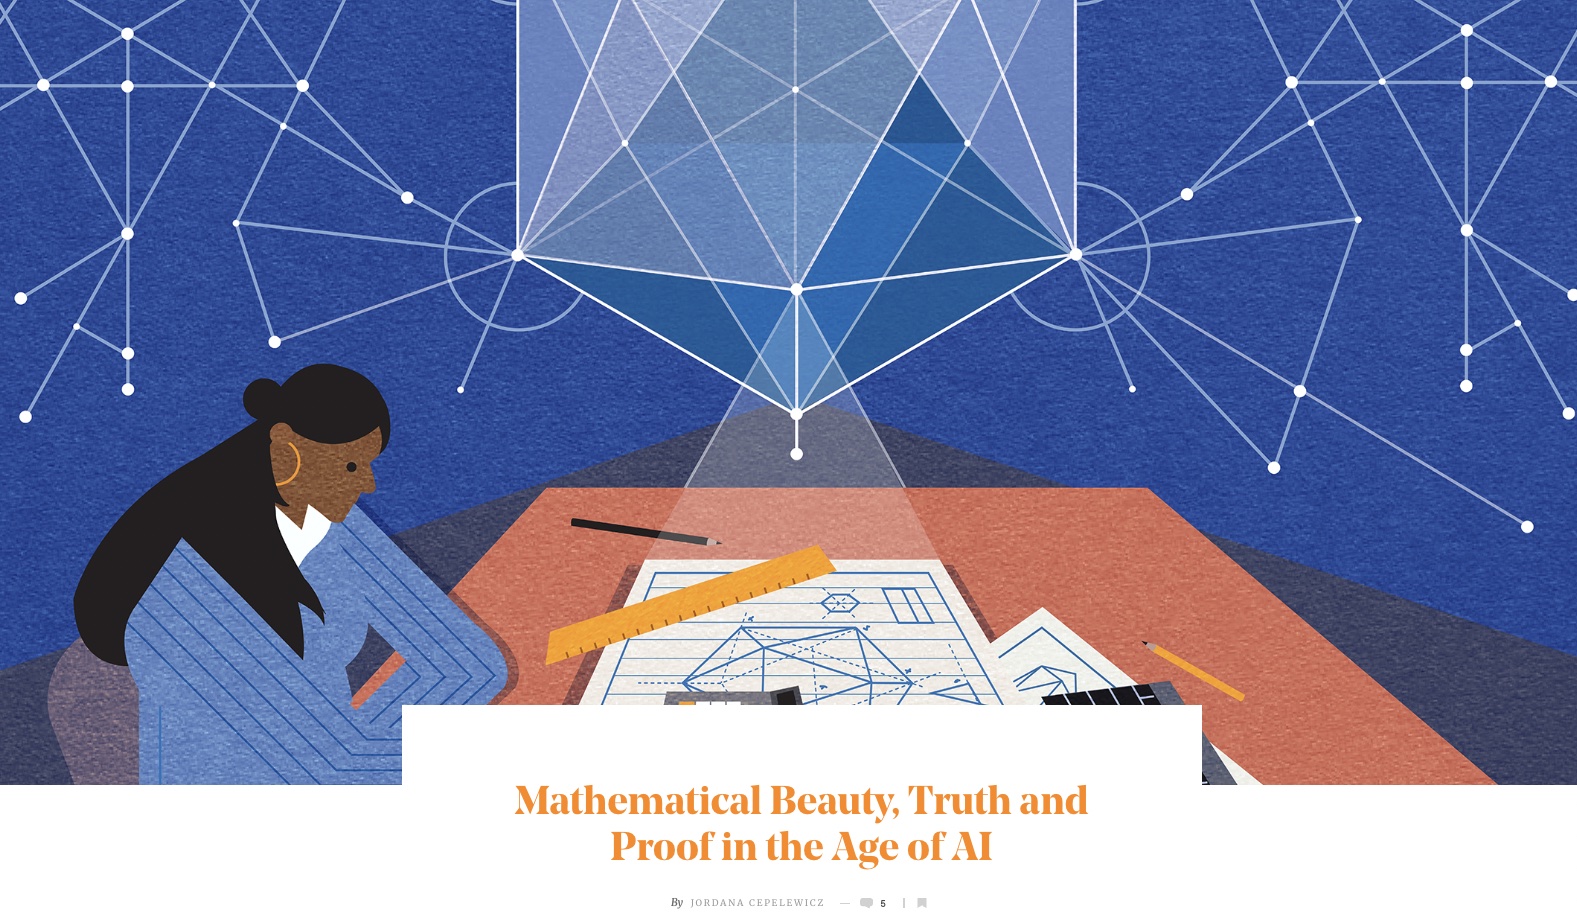 Mathematical Beauty, Truth and
Proof in the Age of AI
By JORDANA CEPELEWICZ — 5 |